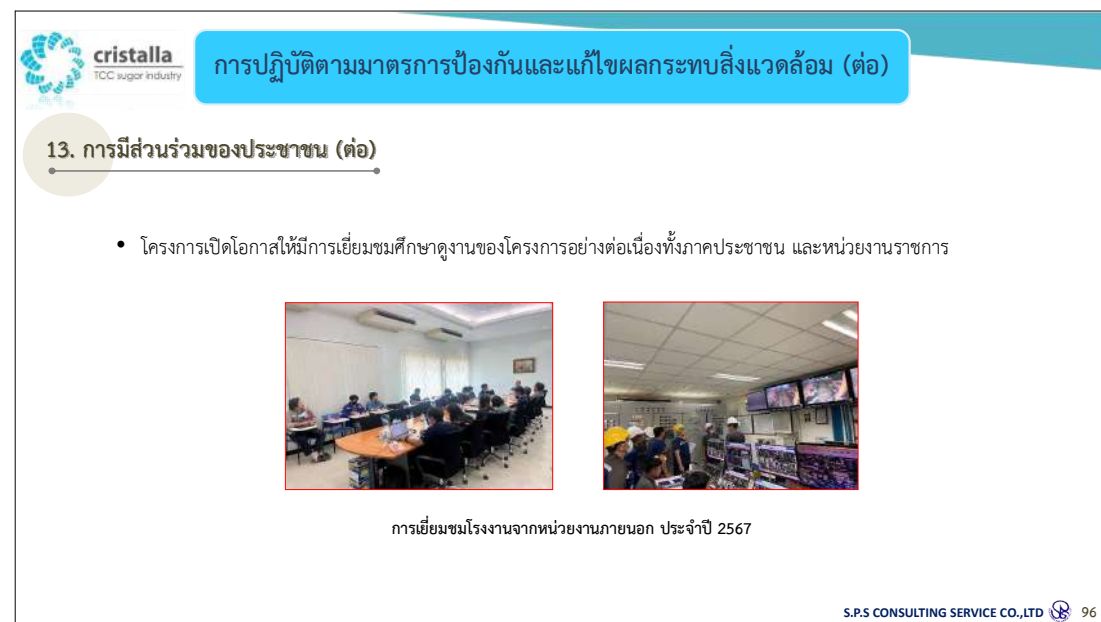 cristalla
TCC sugar industry
การปฏิบัติตามมาตรการป้องกันและแก้ไขผลกระทบสิ่งแวดล้อม (ต่อ)
13. การมีส่วนร่วมของประชาชน (ต่อ)
• โครงการเปิดโอกาสให้มีการเยี่ยมชมศึกษาดูงานของโครงการอย่างต่อเนื่องทั้งภาคประชาชน และหน่วยงานราชการ
การเยี่ยมชมโรงงานจากหน่วยงานภายนอก ประจำปี 2567
S.P.S CONSULTING SERVICE CO.,LTD 96